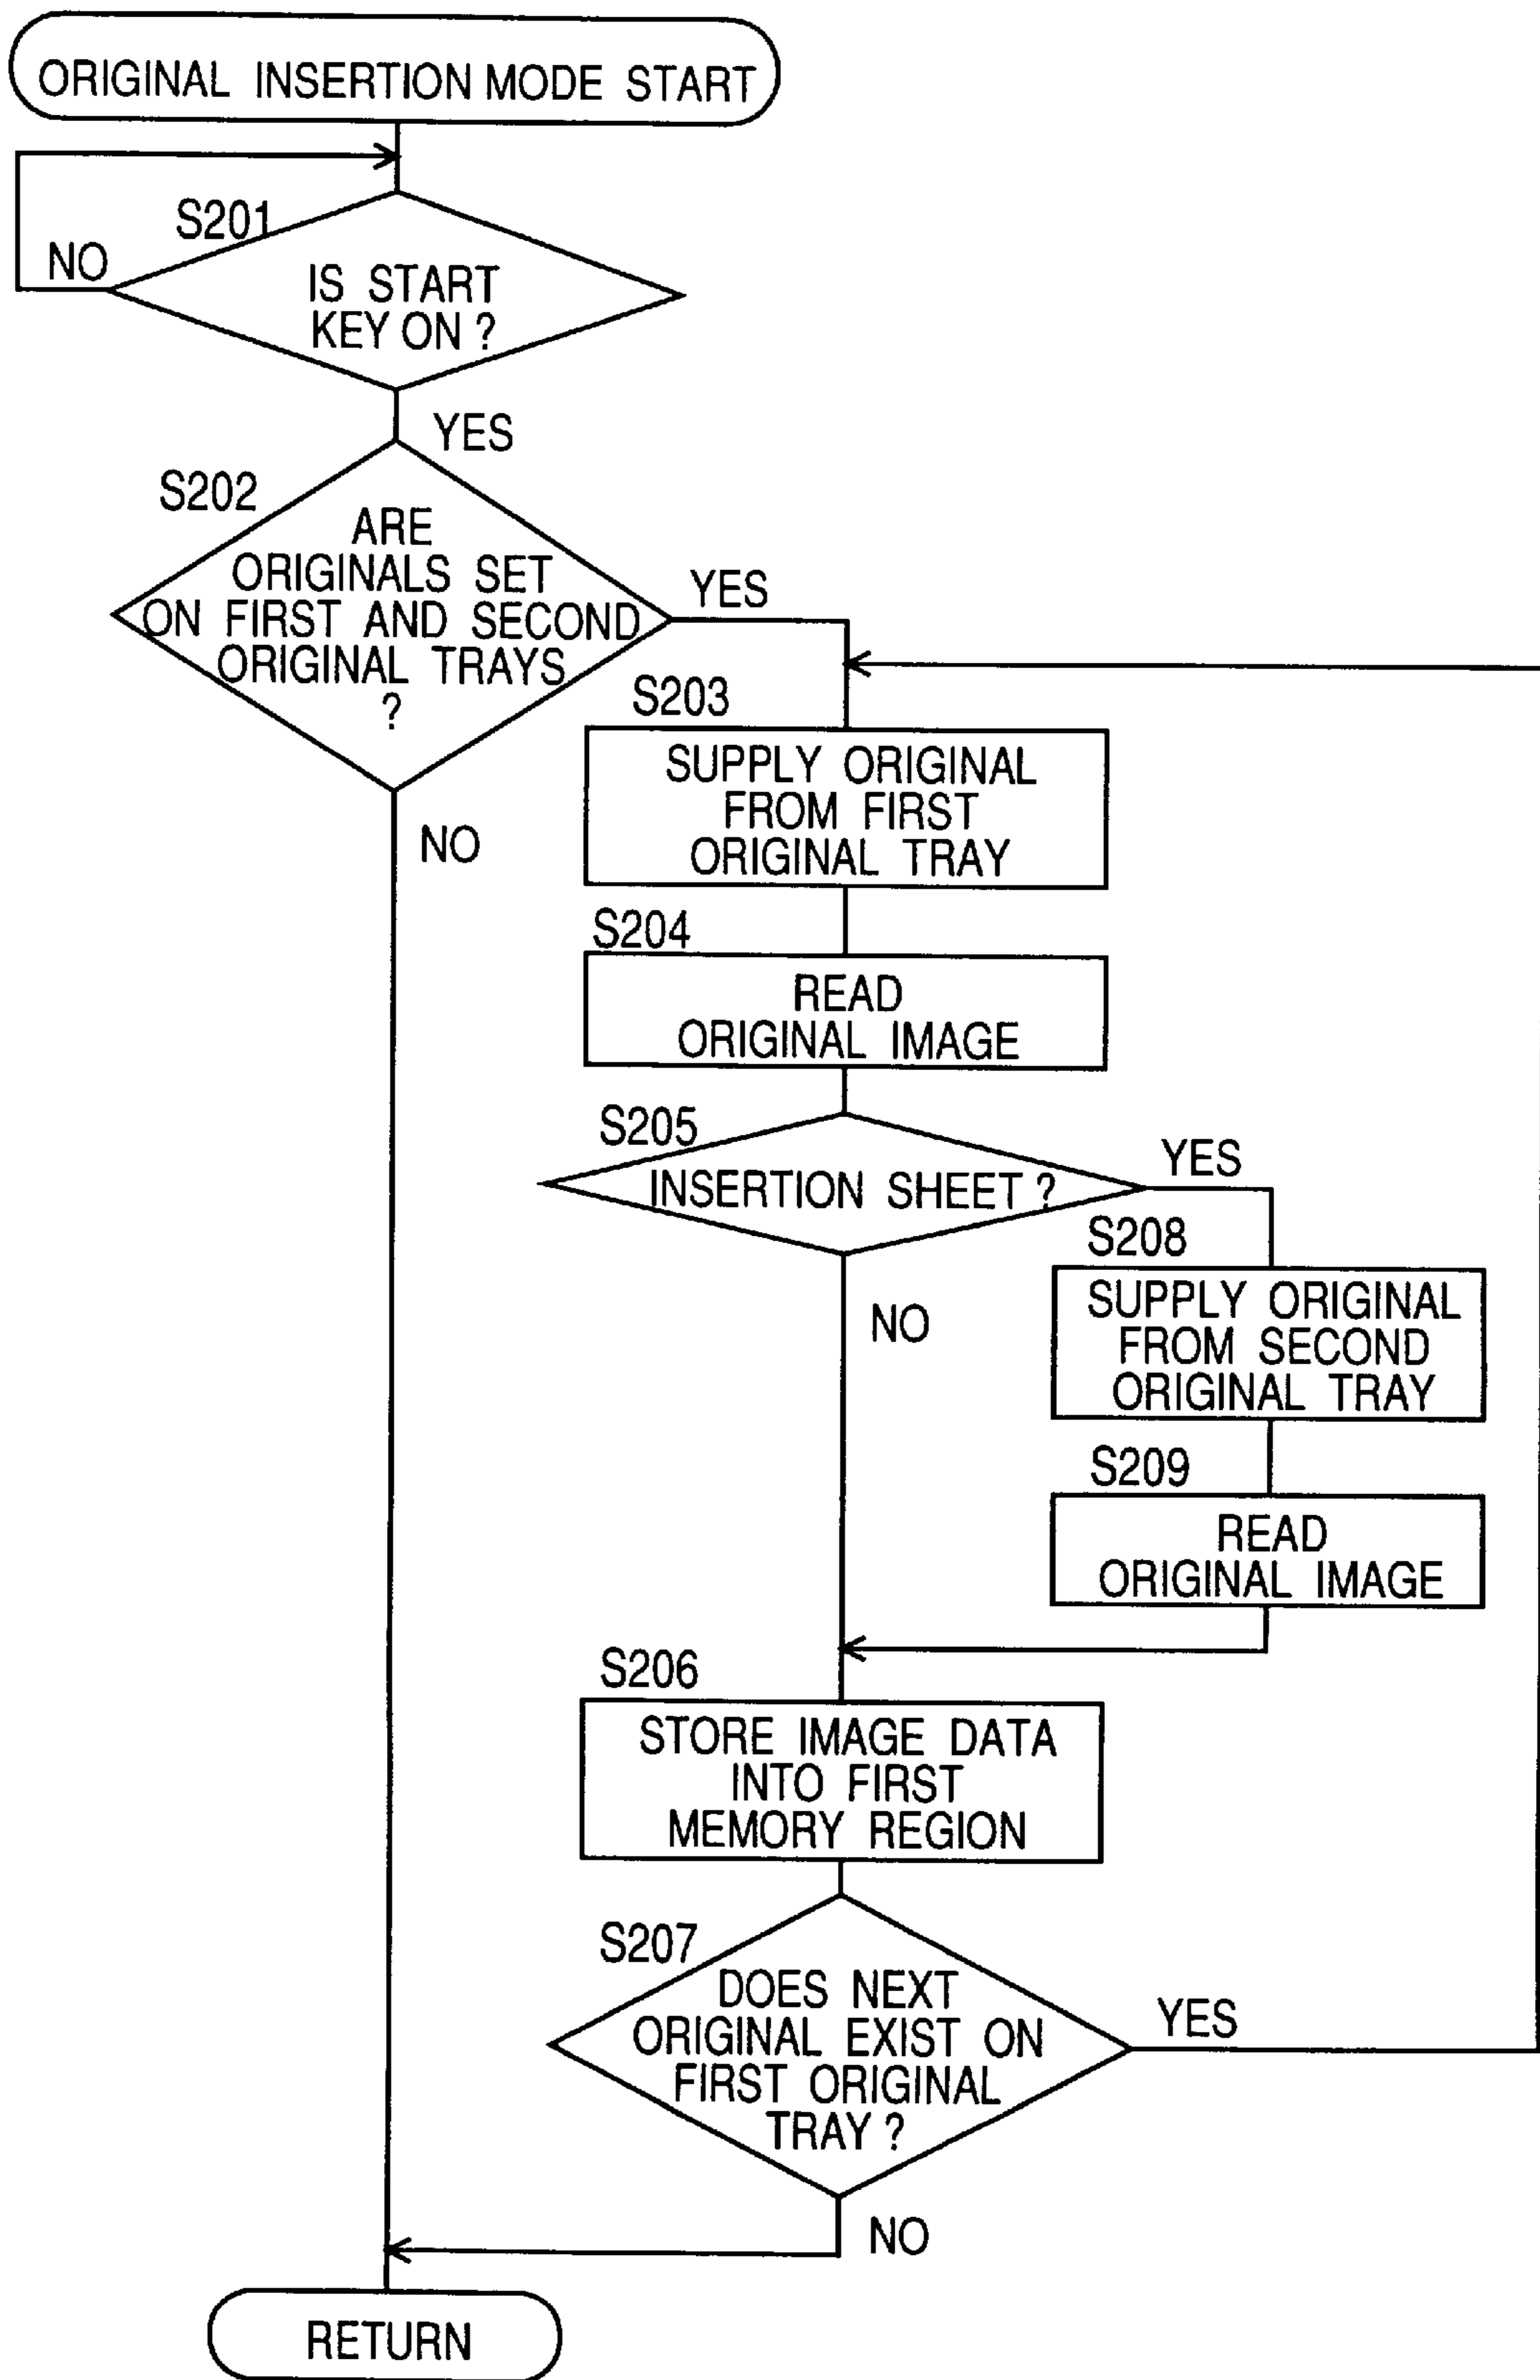 ORIGINAL INSERTION MODE START
S201
NO
IS START
KEY ON ?
YES
S202
ARE
ORIGINALS SET
ON FIRST AND SECOND
ORIGINAL TRAYS
?
YES
NO
S203
SUPPLY ORIGINAL
FROM FIRST
ORIGINAL TRAY
S204
READ
ORIGINAL IMAGE
S205
INSERTION SHEET ?
YES
NO
S208
SUPPLY ORIGINAL
FROM SECOND
ORIGINAL TRAY
S209
READ
ORIGINAL IMAGE
S206
STORE IMAGE DATA
INTO FIRST
MEMORY REGION
S207
DOES NEXT
ORIGINAL EXIST ON
FIRST ORIGINAL
TRAY ?
YES
NO
RETURN